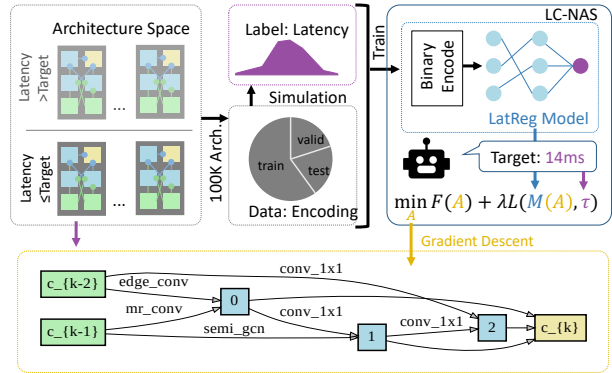 Architecture Space
Latency
>Target
...
Latency
≤Target
...
100K Arch.
Label: Latency
Simulation
valid
train
test
Data: Encoding
Train
LC-NAS
Binary
Encode
LatReg Model
Target: 14ms
min F(A) + λL(M(A), τ)
A
Gradient Descent
c_{k-2}
edge_conv
conv_1x1
0
mr_conv
conv_1x1
c_{k-1}
semi_gcn
1
conv_1x1
2
c_{k}